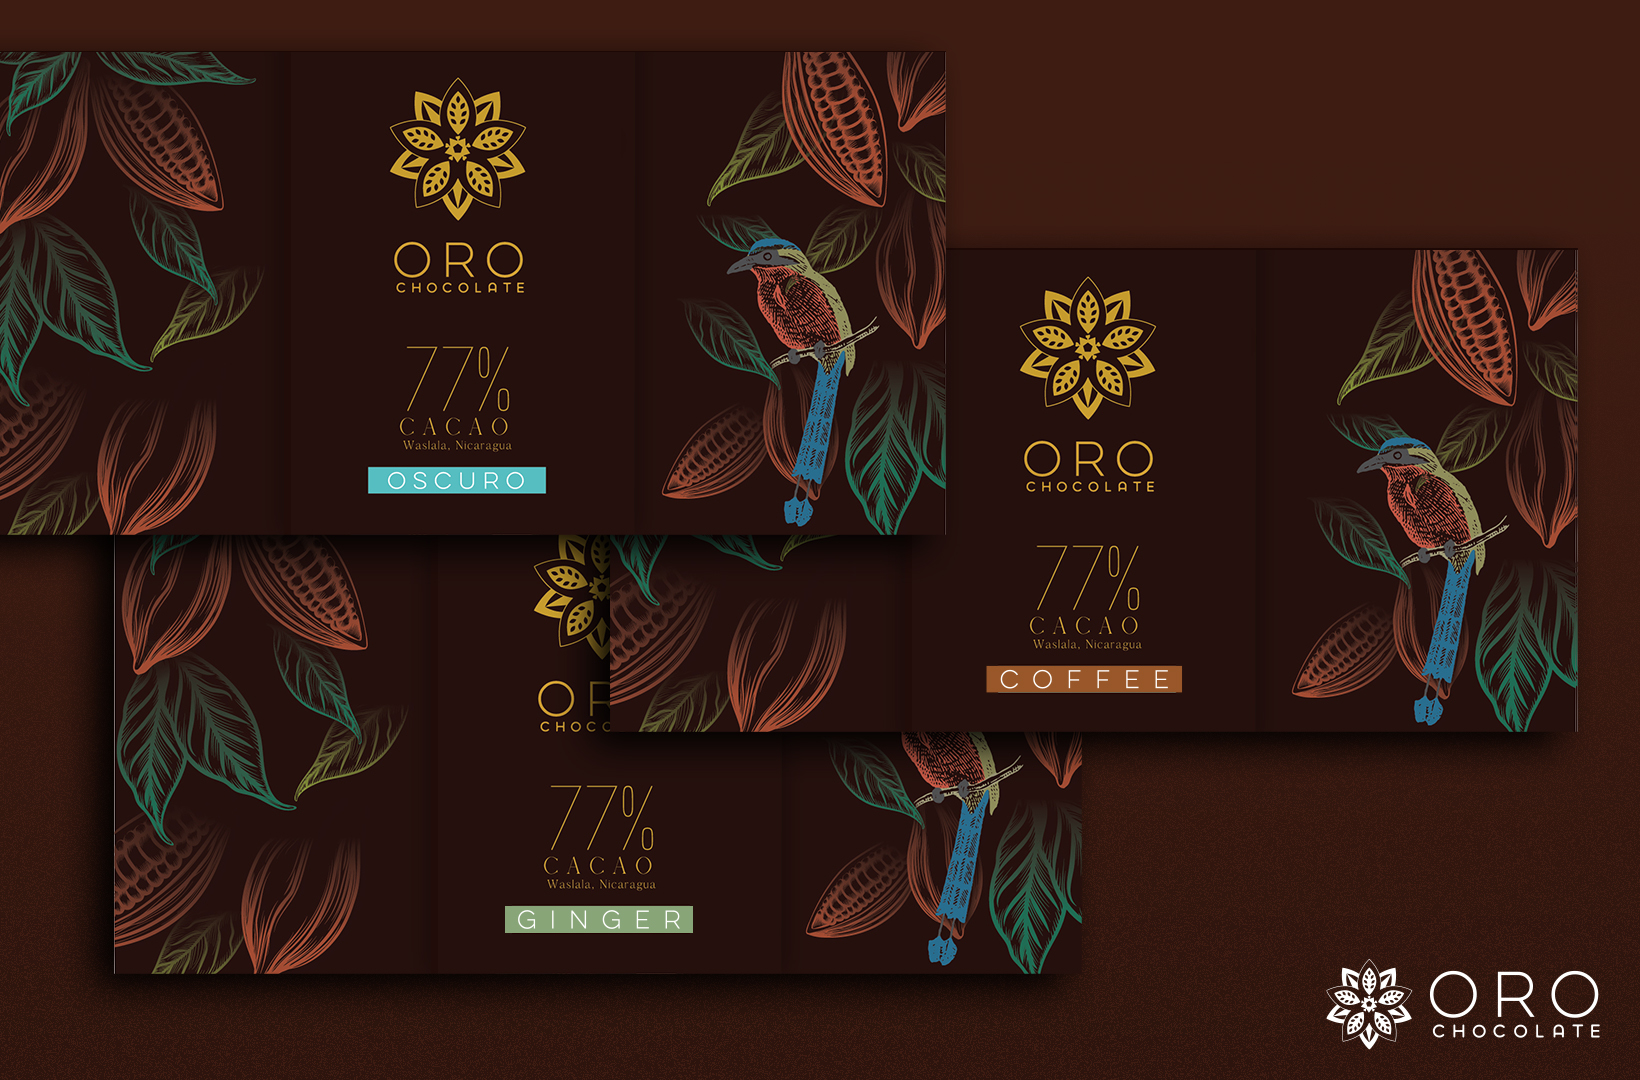 ORO
CHOCOLATE
77%
CACAO
Waslala, Nicaragua
OSCURO
ORO
CHOCOLATE
77%
CACAO
Waslala, Nicaragua
COFFEE
77%
CACAO
Waslala, Nicaragua
GINGER
ORO
CHOCOLATE